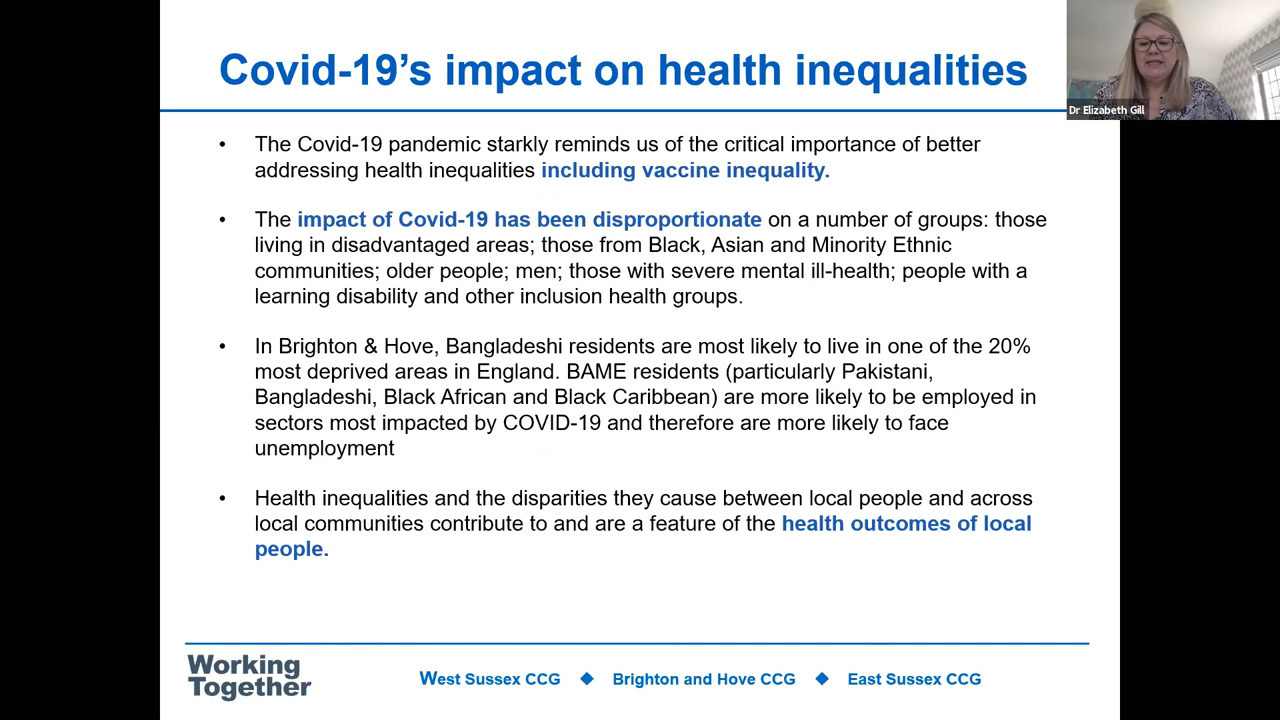 Covid-19’s impact on health inequalities
Dr Elizabeth Gill
• The Covid-19 pandemic starkly reminds us of the critical importance of better
addressing health inequalities including vaccine inequality.
• The impact of Covid-19 has been disproportionate on a number of groups: those
living in disadvantaged areas; those from Black, Asian and Minority Ethnic
communities; older people; men; those with severe mental ill-health; people with a
learning disability and other inclusion health groups.
• In Brighton & Hove, Bangladeshi residents are most likely to live in one of the 20%
most deprived areas in England. BAME residents (particularly Pakistani,
Bangladeshi, Black African and Black Caribbean) are more likely to be employed in
sectors most impacted by COVID-19 and therefore are more likely to face
unemployment
• Health inequalities and the disparities they cause between local people and across
local communities contribute to and are a feature of the health outcomes of local
people.
Working
Together
West Sussex CCG ◆ Brighton and Hove CCG ◆ East Sussex CCG